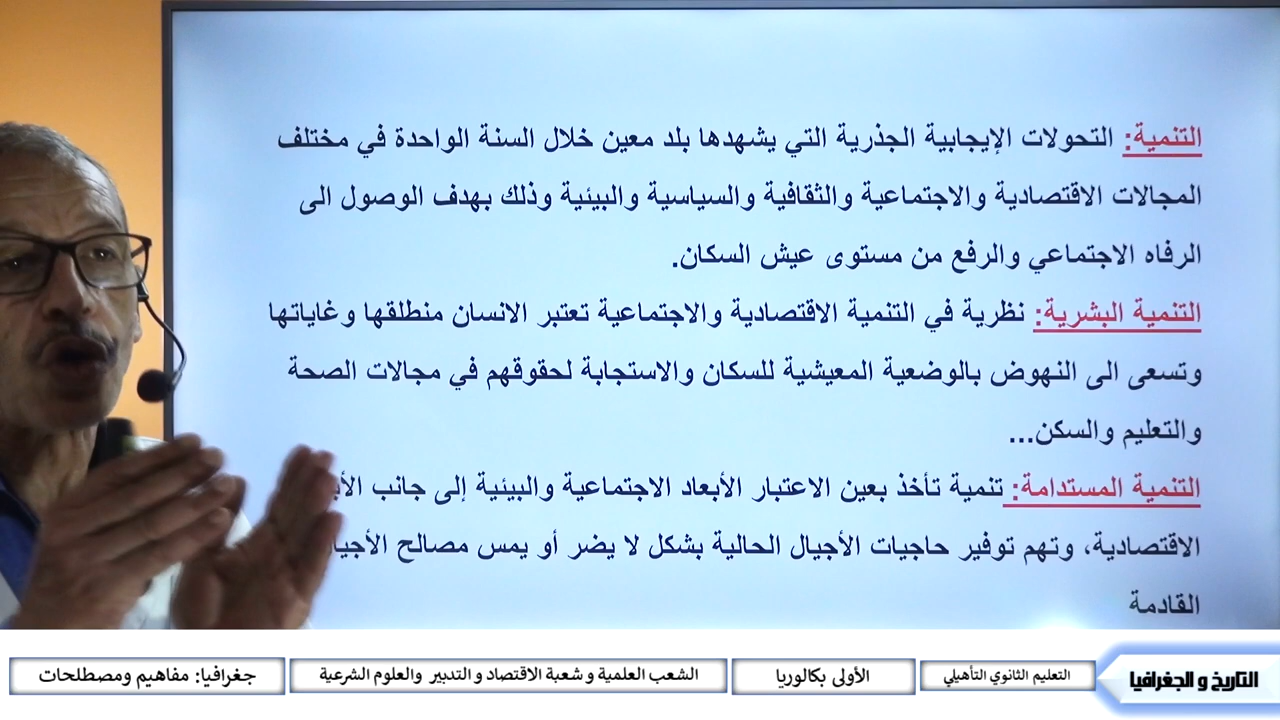 التنمية: التحولات الإيجابية الجذرية التي يشهدها بلد معين خلال السنة الواحدة في مختلف
المجالات الاقتصادية والاجتماعية والثقافية والسياسية والبيئية وذلك بهدف الوصول الى
الرفاه الاجتماعي والرفع من مستوى عيش السكان.
التنمية البشرية: نظرية في التنمية الاقتصادية والاجتماعية تعتبر الانسان منطلقها وغاياتها
وتسعى الى النهوض بالوضعية المعيشية للسكان والاستجابة لحقوقهم في مجالات الصحة
والتعليم والسكن...
التنمية المستدامة: تنمية تأخذ بعين الاعتبار الأبعاد الاجتماعية والبيئية إلى جانب
الاقتصادية، وتهم توفير حاجيات الأجيال الحالية بشكل لا يضر أو يمس مصالح
القادمة
التاريخ و الجغرافيا
التعليم الثانوي التأهيلي
الأولى بكالوريا
الشعب العلمية و شعبة الاقتصاد و التدبير والعلوم الشرعية
جغرافيا: مفاهيم ومصطلحات